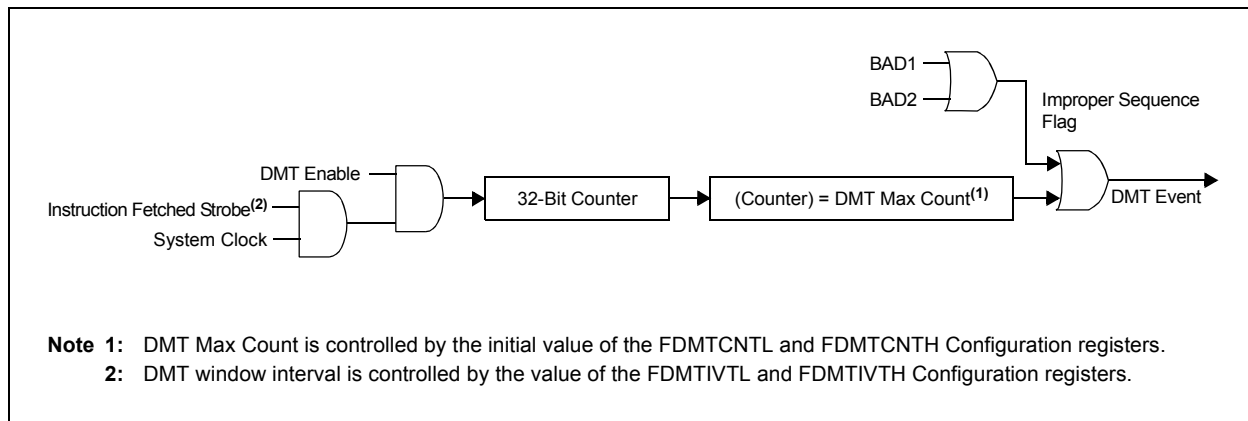 BAD1
BAD2
Improper Sequence
Flag
DMT Enable
Instruction Fetched Strobe(2)
System Clock
32-Bit Counter
(Counter) = DMT Max Count(1)
DMT Event
Note 1: DMT Max Count is controlled by the initial value of the FDMTCNTL and FDMTCNTH Configuration registers.
2: DMT window interval is controlled by the value of the FDMTIVTL and FDMTIVTH Configuration registers.